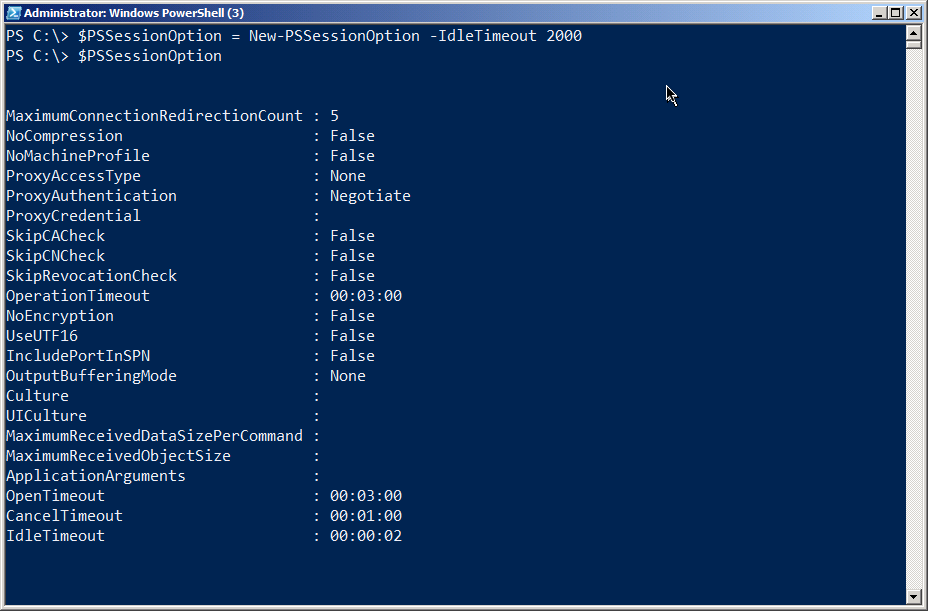 Administrator: Windows PowerShell (3)
PS C:\> $PSSessionOption = New-PSSessionOption -IdleTimeout 2000
PS C:\> $PSSessionOption
MaximumConnectionRedirectionCount : 5
NoCompression                     : False
NoMachineProfile                  : False
ProxyAccessType                   : None
ProxyAuthentication               : Negotiate
ProxyCredential                   :
SkipCACheck                       : False
SkipCNCheck                       : False
SkipRevocationCheck               : False
OperationTimeout                  : 00:03:00
NoEncryption                      : False
UseUTF16                          : False
IncludePortInSPN                  : False
OutputBufferingMode               : None
Culture                           :
UICulture                         :
MaximumReceivedDataSizePerCommand :
MaximumReceivedObjectSize         :
ApplicationArguments              :
OpenTimeout                       : 00:03:00
CancelTimeout                     : 00:01:00
IdleTimeout                       : 00:00:02